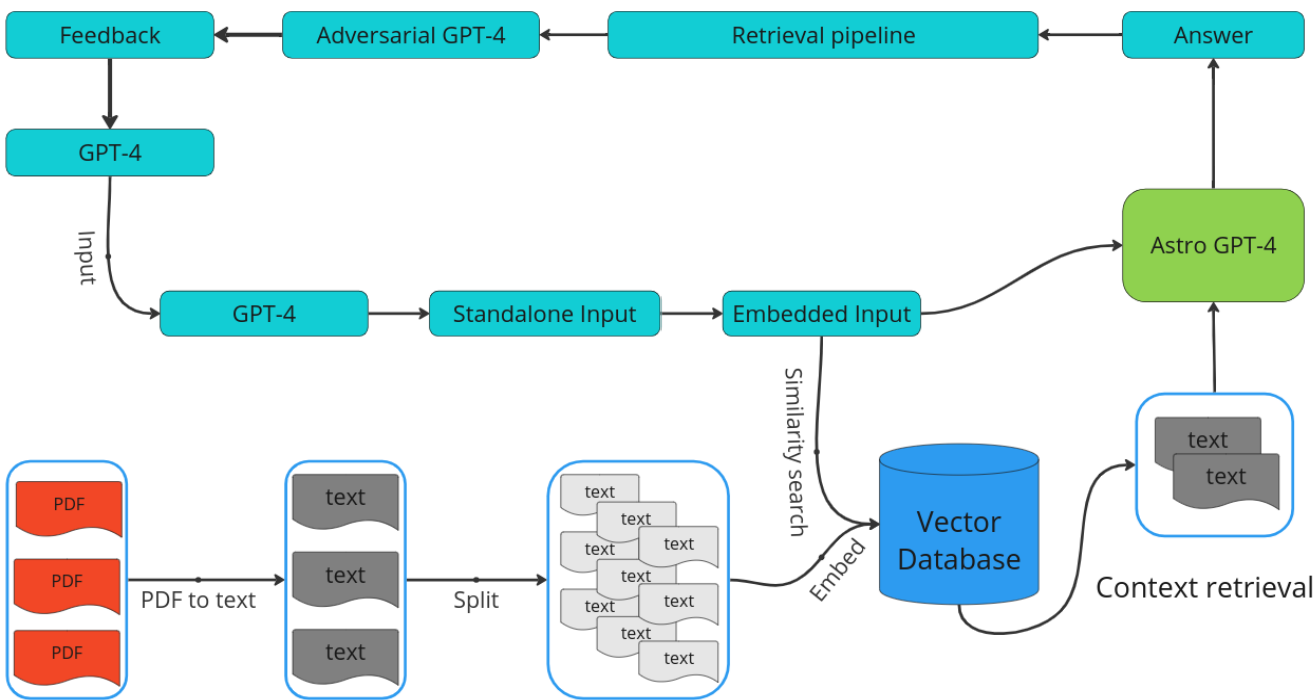 Feedback
Adversarial GPT-4
Retrieval pipeline
Answer
GPT-4
Input
Astro GPT-4
GPT-4
Standalone Input
Embedded Input
Similarity search
text
text
Context retrieval
PDF
PDF
PDF
PDF to text
text
text
text
Split
text
text
text
text
text
text
text
text
text
Embed
Vector
Database